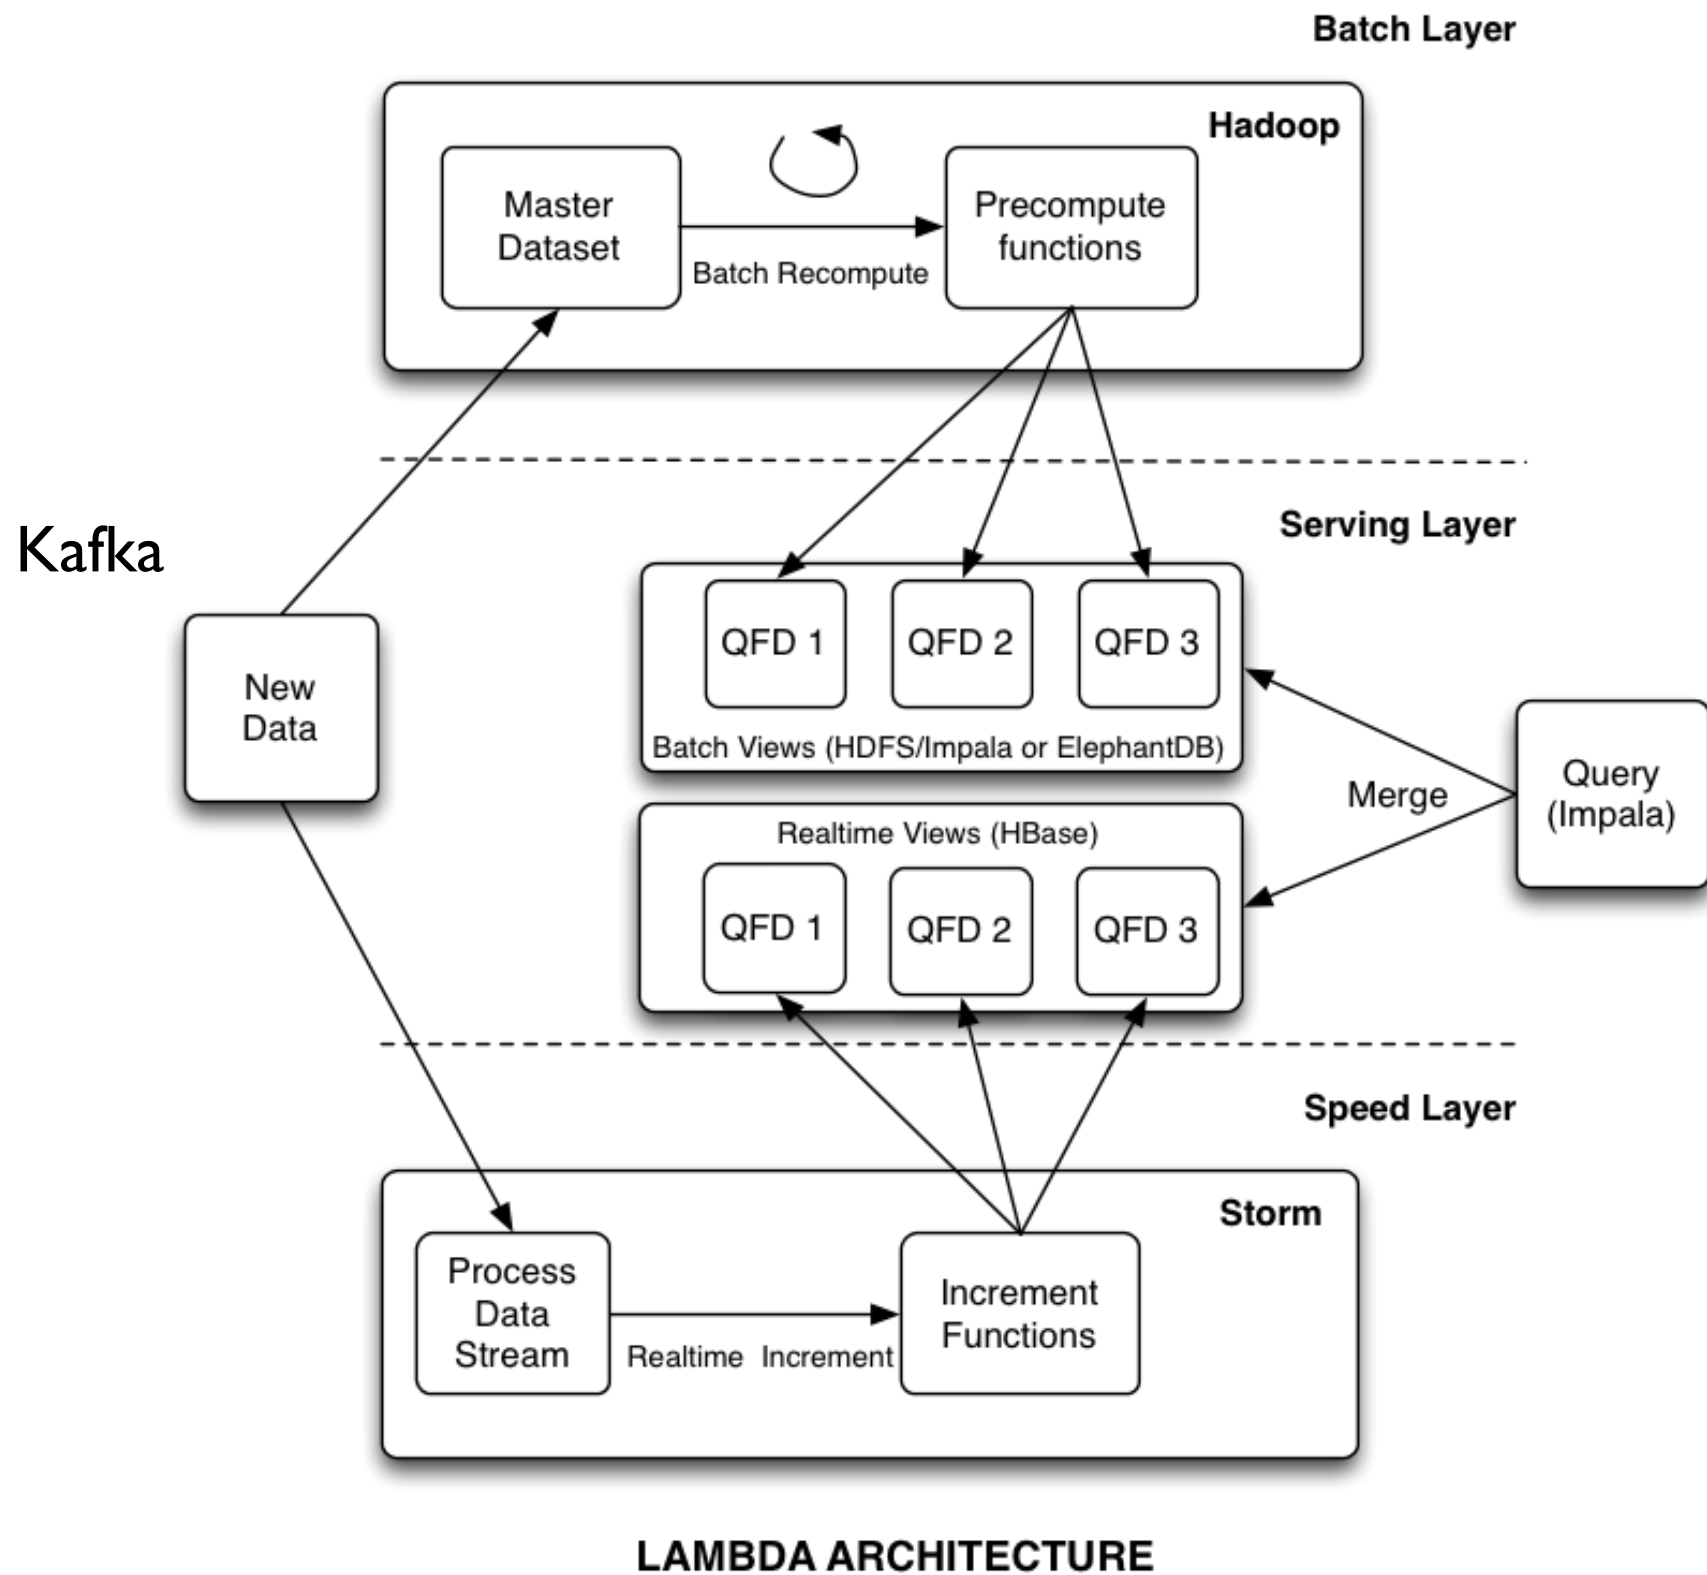 Batch Layer
Hadoop
Master
Dataset
Batch Recompute
Precompute
functions
Kafka
Serving Layer
New
Data
QFD 1
QFD 2
QFD 3
Batch Views (HDFS/Impala or ElephantDB)
Merge
Query
(Impala)
Realtime Views (HBase)
QFD 1
QFD 2
QFD 3
Speed Layer
Storm
Process
Data
Stream
Realtime Increment
Increment
Functions
LAMBDA ARCHITECTURE